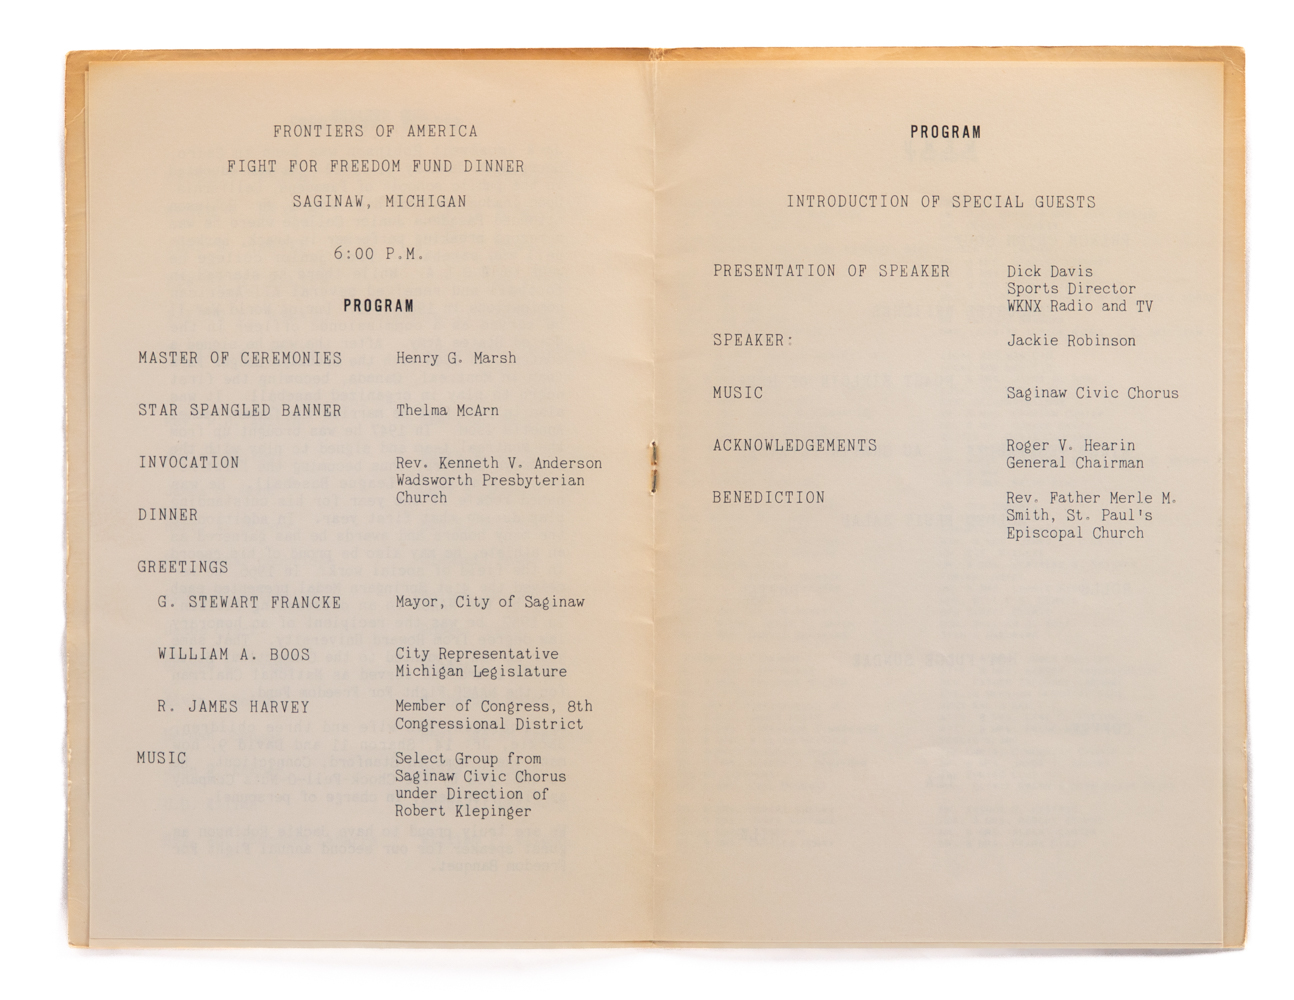 FRONTIERS OF AMERICA
FIGHT FOR FREEDOM FUND DINNER
SAGINAW, MICHIGAN
6:00 P.M.
PROGRAM
MASTER OF CEREMONIES Henry G. Marsh
STAR SPANGLED BANNER Thelma McArn
INVOCATION Rev. Kenneth V. Anderson
Wadsworth Presbyterian
Church
DINNER
GREETINGS
G. STEWART FRANCKE Mayor, City of Saginaw
WILLIAM A. BOOS City Representative
Michigan Legislature
R. JAMES HARVEY Member of Congress, 8th
Congressional District
MUSIC Select Group from
Saginaw Civic Chorus
under Direction of
Robert Klepinger
PROGRAM
INTRODUCTION OF SPECIAL GUESTS
PRESENTATION OF SPEAKER Dick Davis
Sports Director
WKNX Radio and TV
SPEAKER: Jackie Robinson
MUSIC Saginaw Civic Chorus
ACKNOWLEDGEMENTS Roger V. Hearin
General Chairman
BENEDICTION Rev. Father Merle M.
Smith, St. Paul's
Episcopal Church